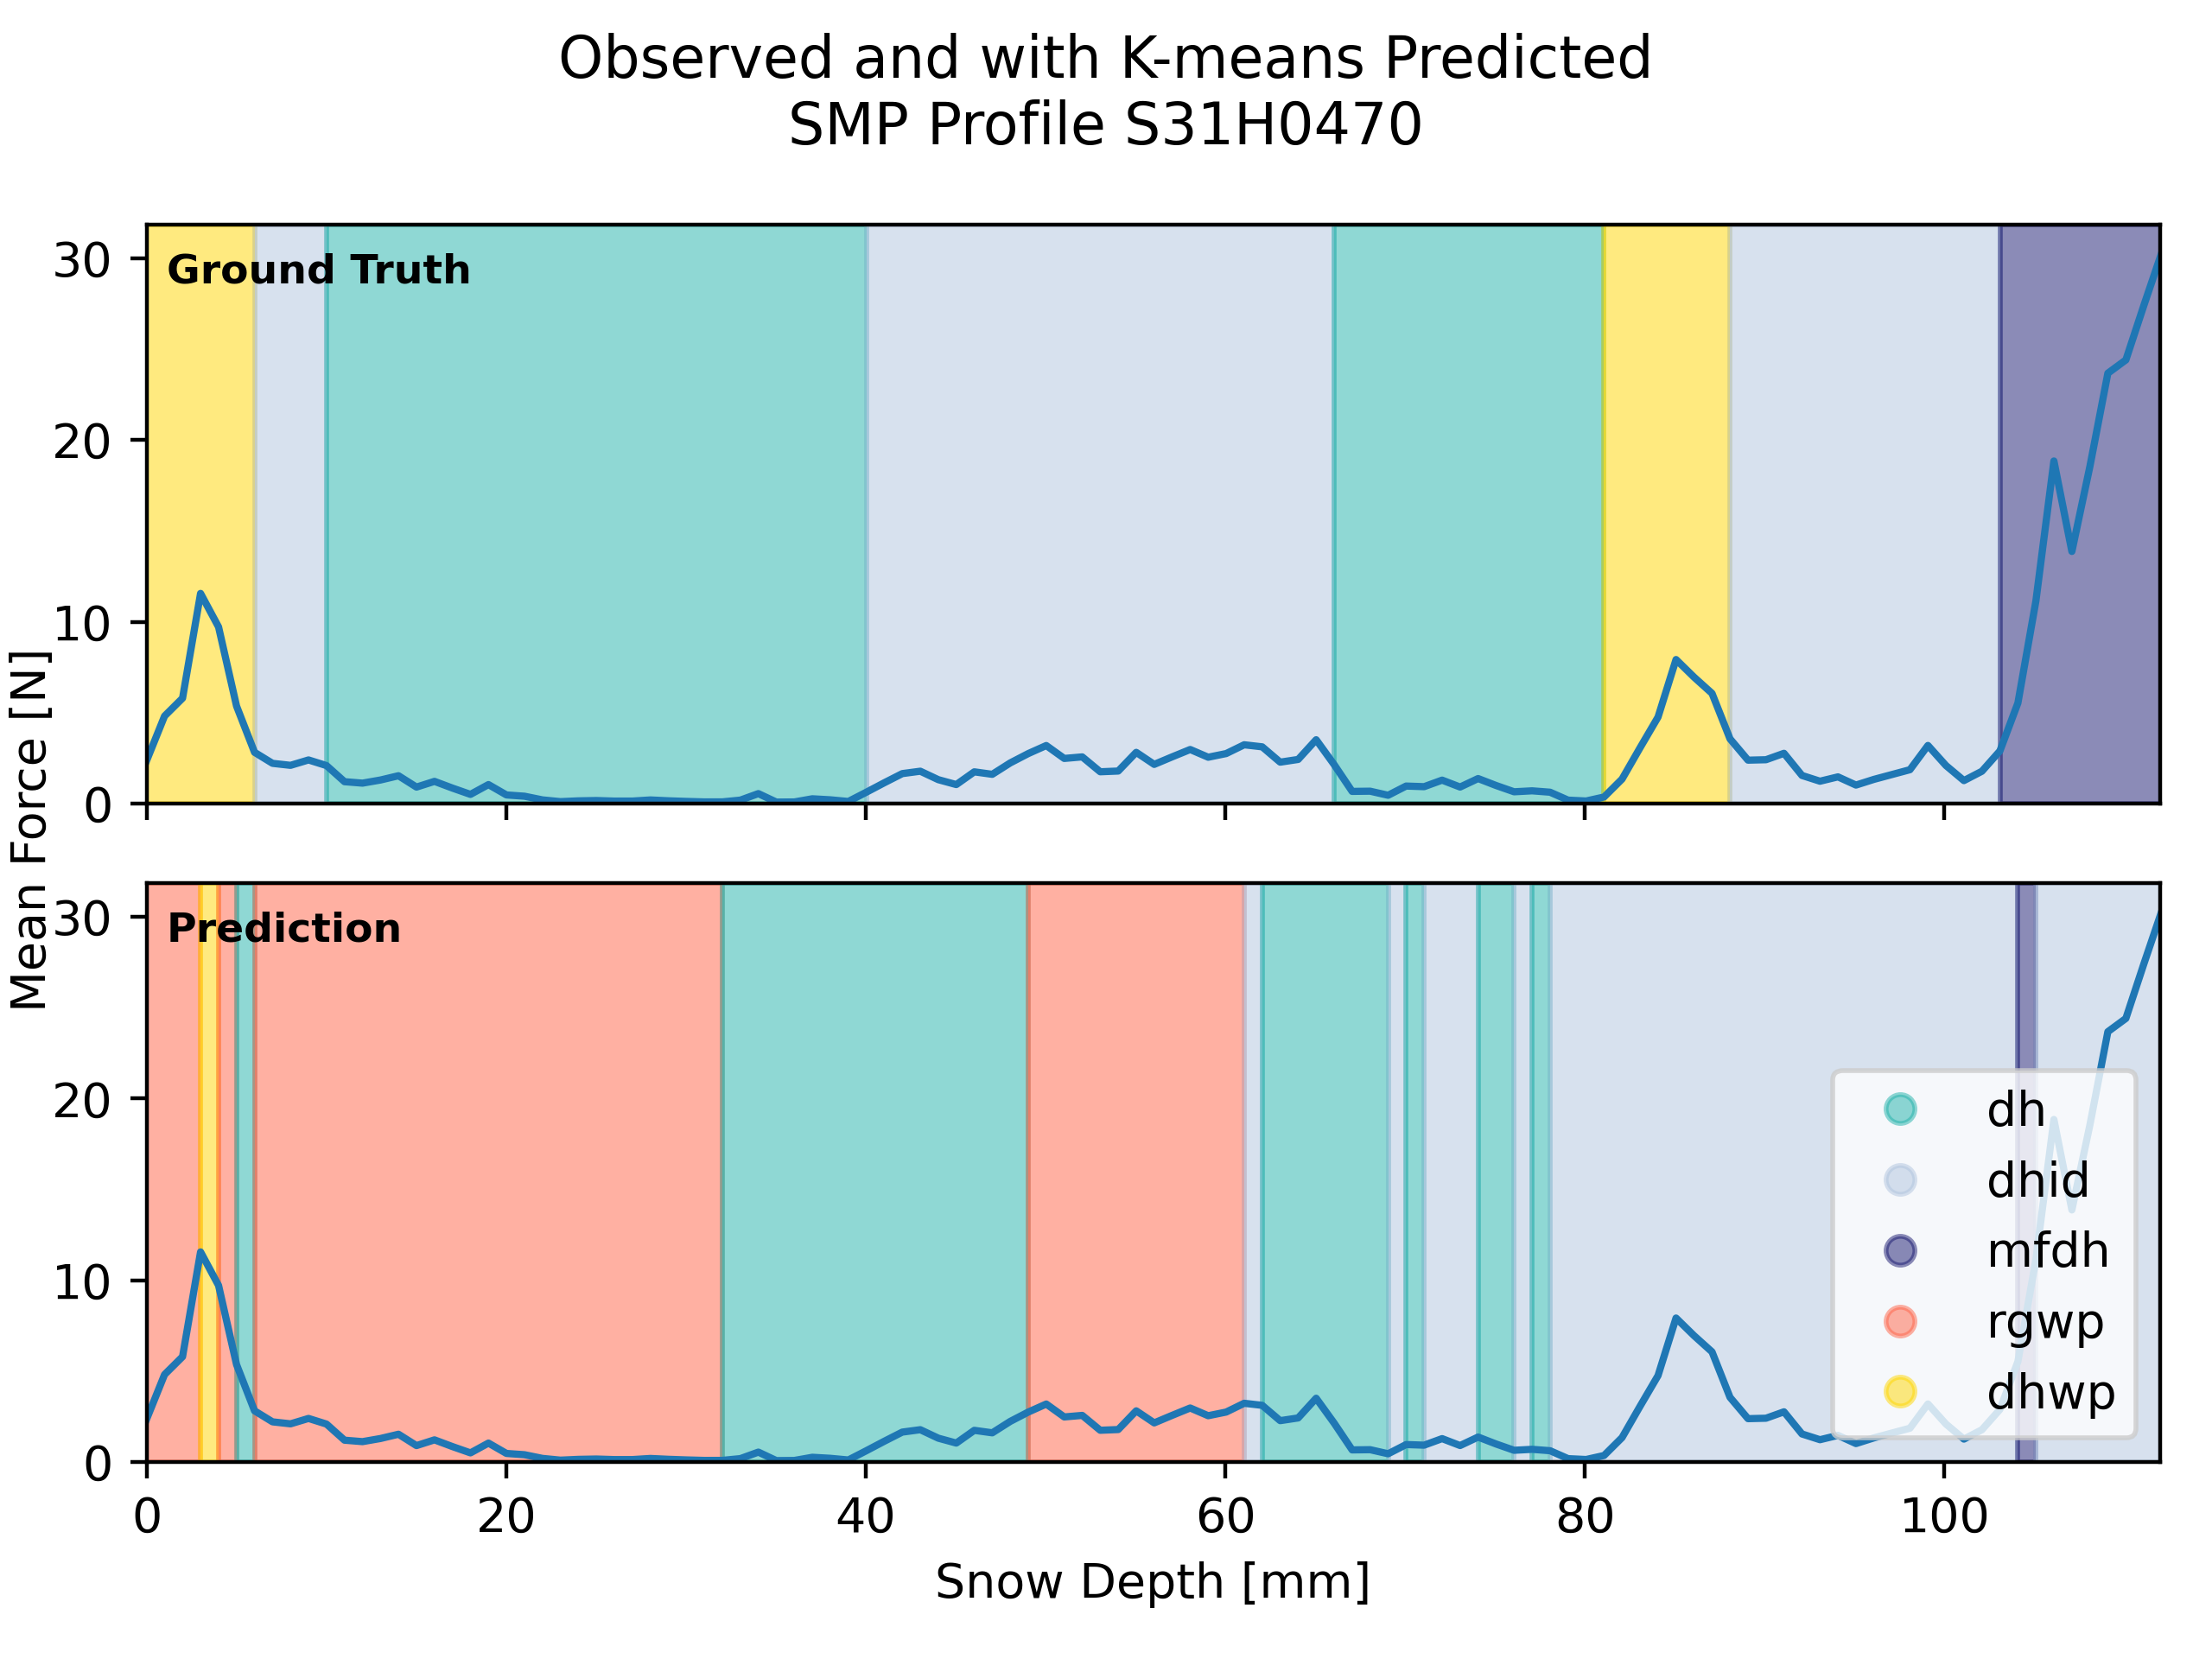 Observed and with K-means Predicted
SMP Profile S31H0470
Mean Force [N]
30
20
10
0
Ground Truth
30
20
10
0
Prediction
dh
dhid
mfdh
rgwp
dhwp
0 20 40 60 80 100
Snow Depth [mm]